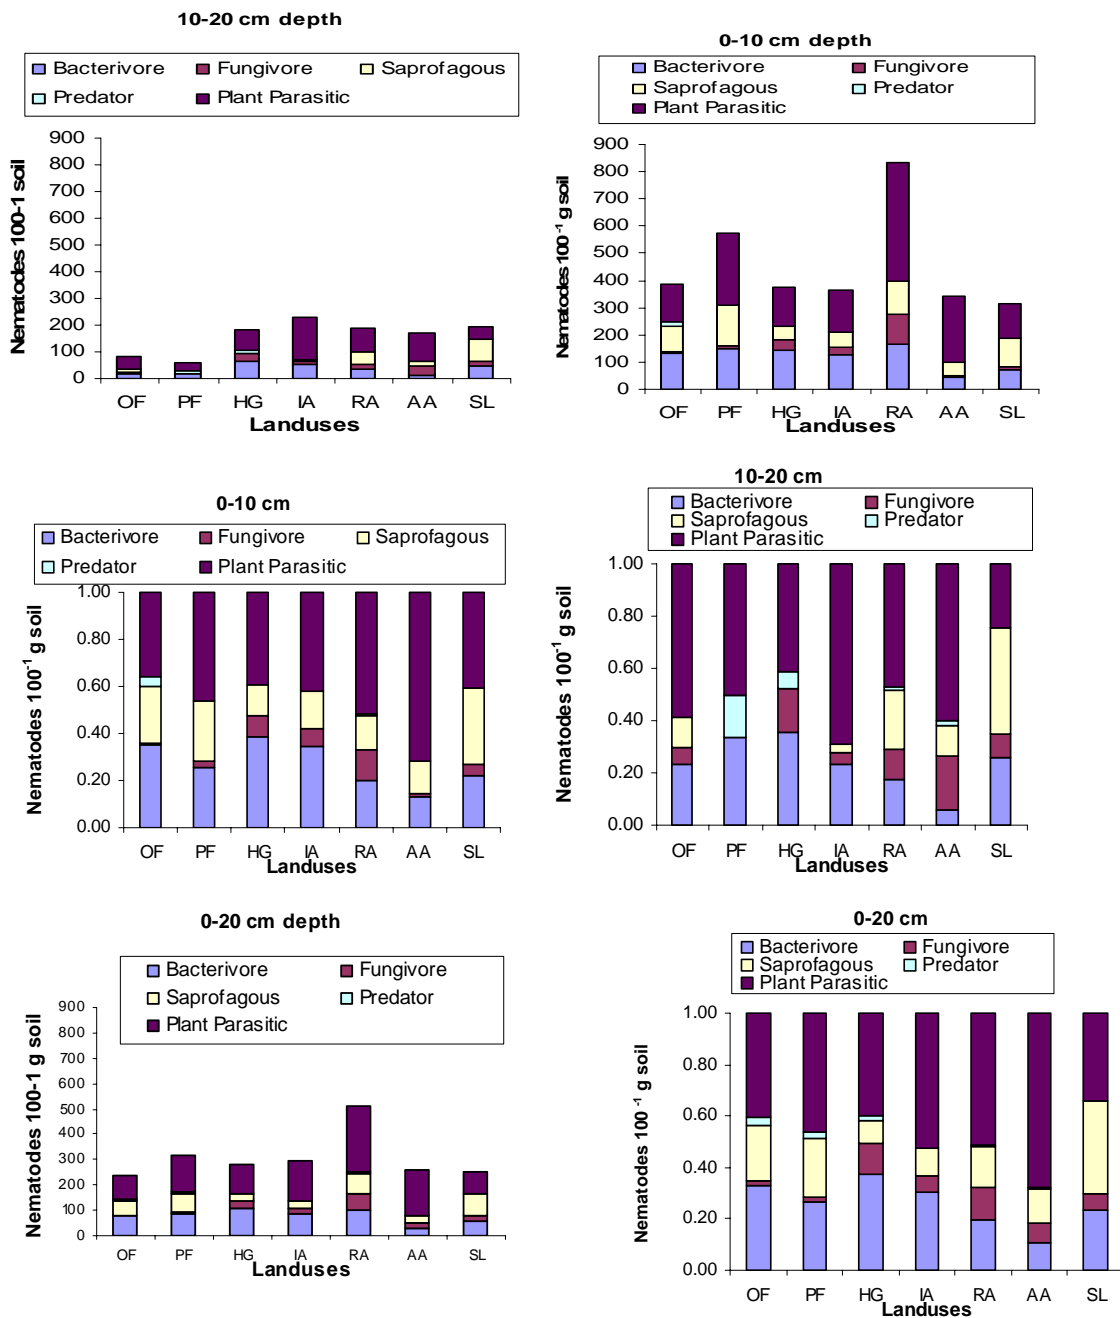 10-20 cm depth
Bacterivore Fungivore Saprofagous
Predator Plant Parasitic
Nematodes 100-1 soil
900
800
700
600
500
400
300
200
100
0
OF PF HG IA RA AA SL
Landuses
0-10 cm depth
Bacterivore Fungivore
Saprofagous Predator
Plant Parasitic
Nematodes 100⁻¹ g soil
900
800
700
600
500
400
300
200
100
0
OF PF HG IA RA AA SL
Landuses
0-10 cm
Bacterivore Fungivore Saprofagous
Predator Plant Parasitic
Nematodes 100⁻¹ g soil
1.00
0.80
0.60
0.40
0.20
0.00
OF PF HG IA RA AA SL
Landuses
10-20 cm
Bacterivore Fungivore
Saprofagous Predator
Plant Parasitic
Nematodes 100⁻¹ g soil
1.00
0.80
0.60
0.40
0.20
0.00
OF PF HG IA RA AA SL
Landuses
0-20 cm depth
Bacterivore Fungivore
Saprofagous Predator
Plant Parasitic
Nematodes 100-1 g soil
900
800
700
600
500
400
300
200
100
0
OF PF HG IA RA AA SL
Landuses
0-20 cm
Bacterivore Fungivore
Saprofagous Predator
Plant Parasitic
Nematodes 100⁻¹ g soil
1.00
0.80
0.60
0.40
0.20
0.00
OF PF HG IA RA AA SL
Landuses